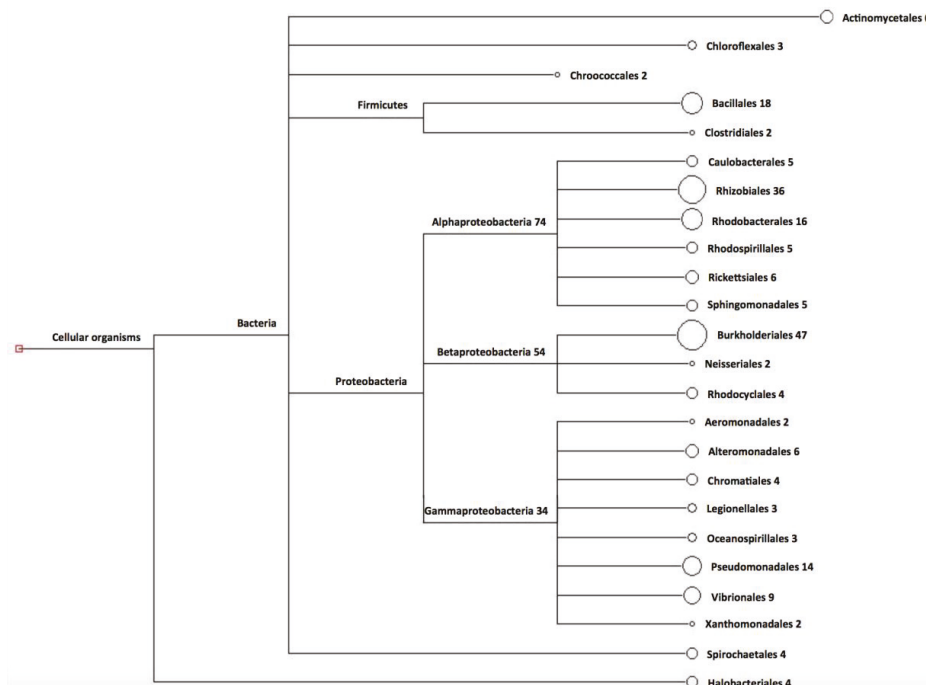 Actinomycetales
Chloroflexales 3
Chroococcales 2
Firmicutes
Bacillales 18
Clostridiales 2
Caulobacterales 5
Rhizobiales 36
Alphaproteobacteria 74
Rhodobacterales 16
Rhodospirillales 5
Rickettsiales 6
Sphingomonadales 5
Bacteria
Cellular organisms
Burkholderiales 47
Betaproteobacteria 54
Neisseriales 2
Proteobacteria
Rhodocyclales 4
Aeromonadales 2
Alteromonadales 6
Chromatiales 4
Legionellales 3
Gammaproteobacteria 34
Oceanospirillales 3
Pseudomonadales 14
Vibrionales 9
Xanthomonadales 2
Spirochaetales 4
Halobacteriales 4